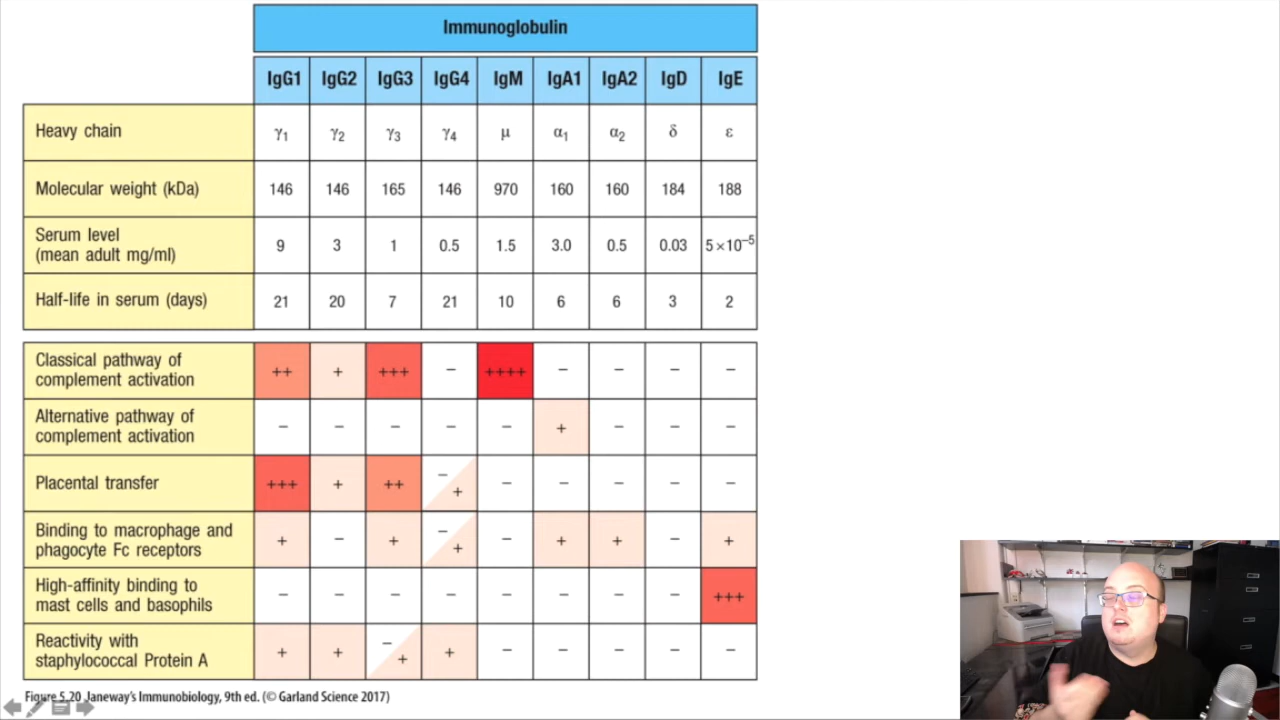 Immunoglobulin
IgG1 IgG2 IgG3 IgG4 IgM IgA1 IgA2 IgD IgE
Heavy chain γ1 γ2 γ3 γ4 μ α1 α2 δ ε
Molecular weight (kDa) 146 146 165 146 970 160 160 184 188
Serum level
(mean adult mg/ml) 9 3 1 0.5 1.5 3.0 0.5 0.03 5×10⁻⁵
Half-life in serum (days) 21 20 7 21 10 6 6 3 2
Classical pathway of
complement activation ++ + +++ – ++++ – – – –
Alternative pathway of
complement activation – – – – – + – – –
Placental transfer +++ + ++ –+ – – – – –
Binding to macrophage and
phagocyte Fc receptors + – + –+ – + + – +
High-affinity binding to
mast cells and basophils – – – – – – – – +++
Reactivity with
staphylococcal Protein A + + –+ + – – – – –
Figure 5.20 Janeway's Immunobiology, 9th ed. (© Garland Science 2017)